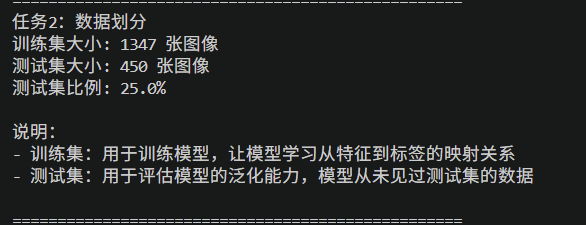 ==================================================
任务2：数据划分
训练集大小: 1347 张图像
测试集大小: 450 张图像
测试集比例: 25.0%
说明：
- 训练集：用于训练模型，让模型学习从特征到标签的映射关系
- 测试集：用于评估模型的泛化能力，模型从未见过测试集的数据
==================================================